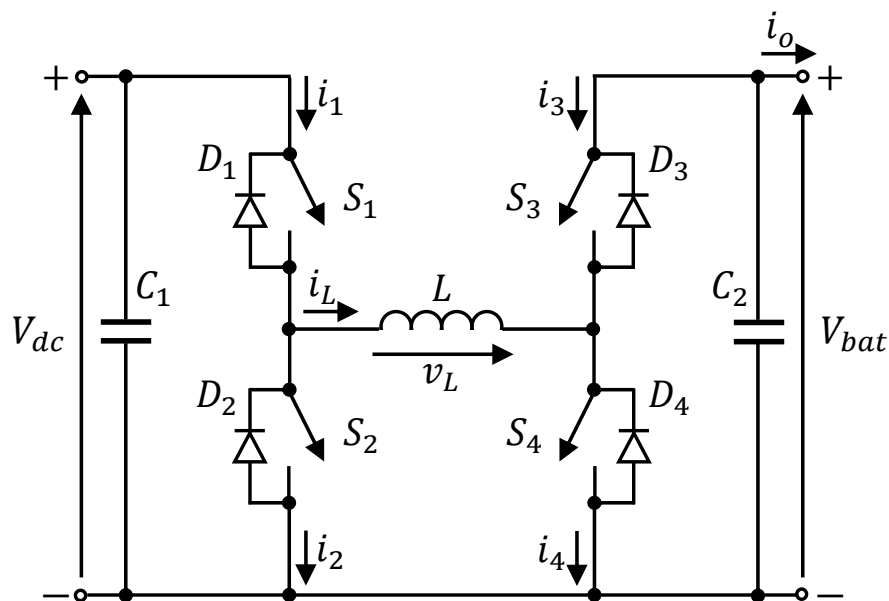 i_o
+ +
i_1 i_3
D_1 D_3
S_1 S_3
C_1 i_L L C_2
V_dc V_bat
v_L
D_2 D_4
S_2 S_4
i_2 i_4
− −